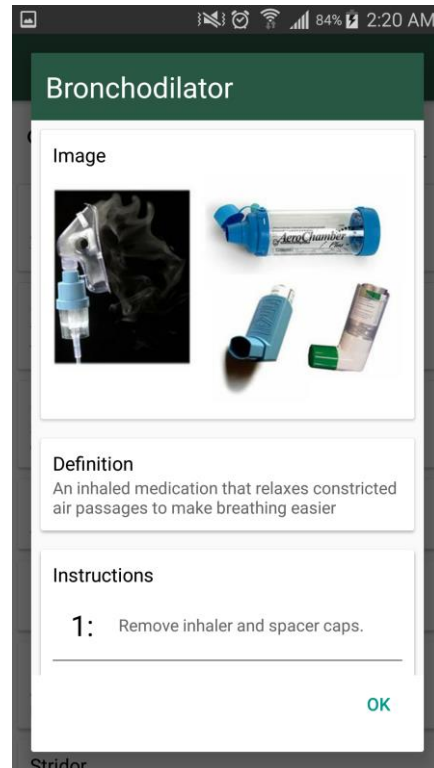 84% 2:20 AM
Bronchodilator
Image
AeroChamber
Plus
Definition
An inhaled medication that relaxes constricted
air passages to make breathing easier
Instructions
1: Remove inhaler and spacer caps.
OK
Stridor